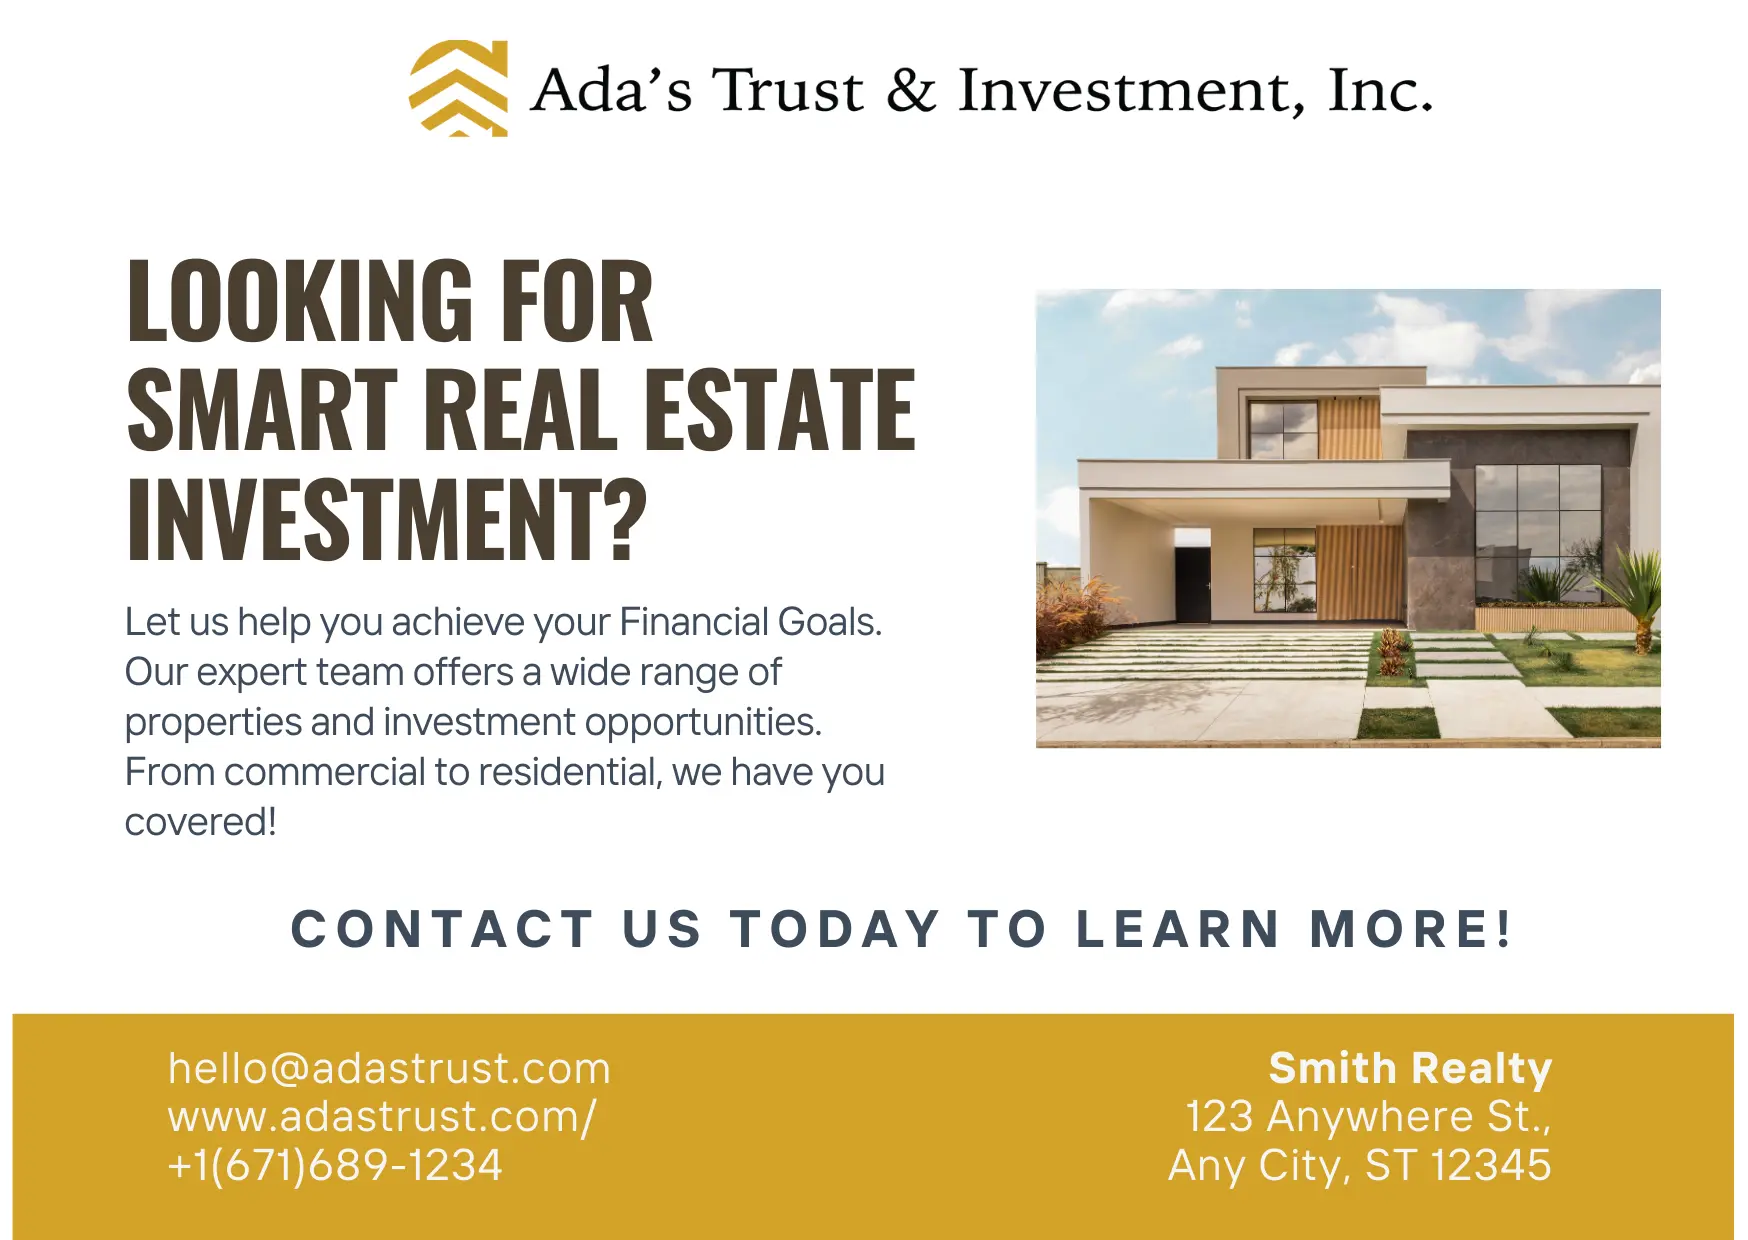 Ada’s Trust & Investment, Inc.
LOOKING FOR
SMART REAL ESTATE
INVESTMENT?
Let us help you achieve your Financial Goals.
Our expert team offers a wide range of
properties and investment opportunities.
From commercial to residential, we have you
covered!
CONTACT US TODAY TO LEARN MORE!
hello@adastrust.com
www.adastrust.com/
+1(671)689-1234
Smith Realty
123 Anywhere St.,
Any City, ST 12345